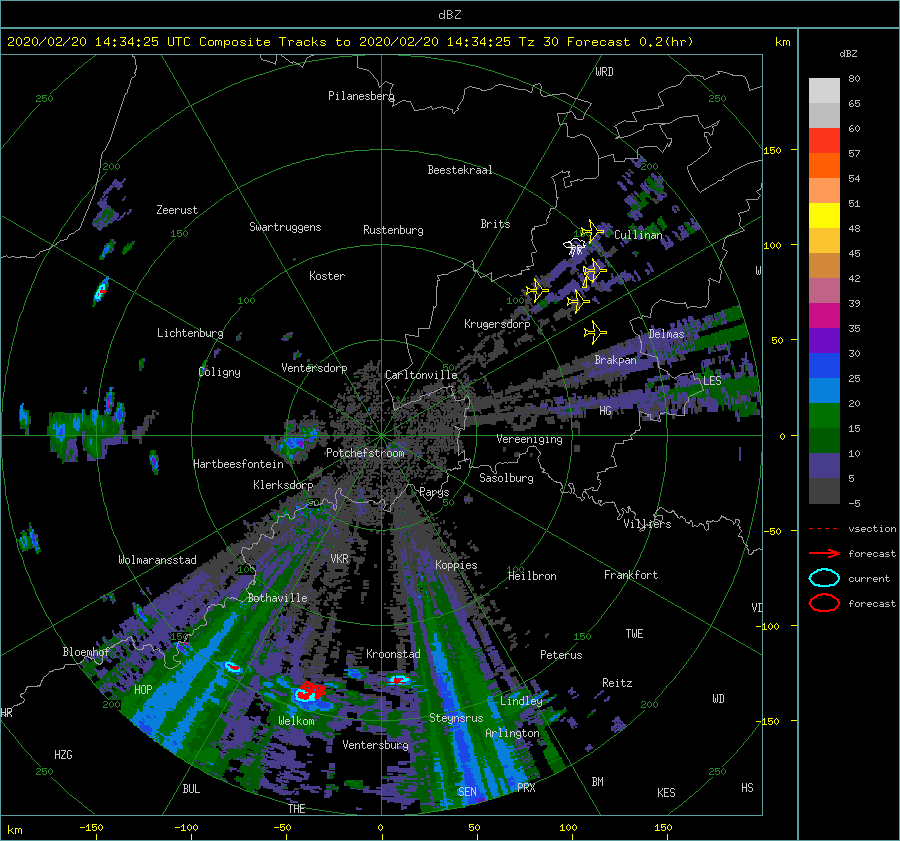 dBZ
2020/02/20 14:34:25 UTC Composite Tracks to 2020/02/20 14:34:25 Tz 30 Forecast 0.2(hr)
km
dBZ
WRD
80
250
Pilanesberg
250
65
60
150
57
200
Beestekraal
200
54
Zeerust
51
Swartruggens
Rustenburg
Brits
150
Cullinan
48
100
45
Koster
W
42
100
100
39
Lichtenburg
Krugersdorp
Delmas
35
50
30
Coligny
Ventersdorp
Carltonville
Brakpan
LES
25
HG
20
0
Vereeniging
15
Hartbeesfontein
Potchefstroom
10
Klerksdorp
Parys
Sasolburg
5
50
50
-5
Villiers
-50
vsection
Wolmaransstad
VKR
Koppies
forecast
100
Heilbron
Frankfort
current
Bothaville
VD
forecast
-100
150
150
TWE
Bloemhof
Kroonstad
Peterus
HOP
Reitz
WD
HR
200
Lindley
200
Welkom
Steynsrus
-150
Arlington
HZG
Ventersburg
250
250
BUL
SEN
PRX
BM
KES
HS
THE
km
-150
-100
-50
0
50
100
150